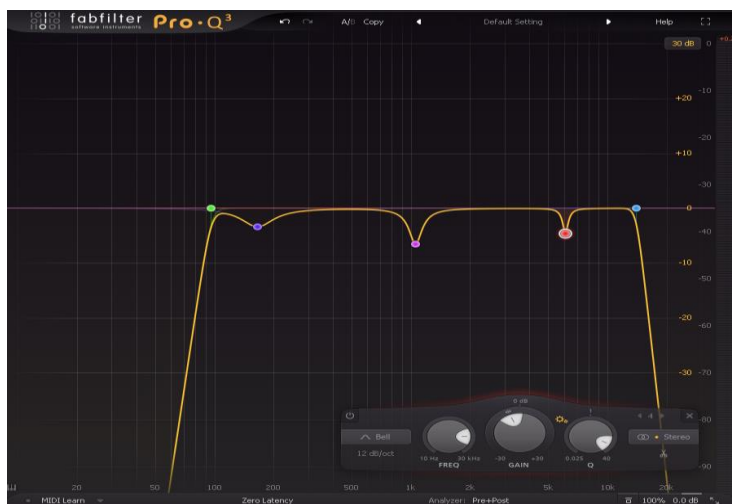 fabfilter Pro·Q³
software instruments
A/B Copy Default Setting Help
30 dB 0
-10
+20
-20
+10
-30
0
-40
-10
-50
-20
-60
-30 -70
0 dB
Bell
Stereo
12 dB/oct
10 Hz 30 kHz -30 +30 0.025 40
FREQ GAIN Q
-90
20 50 100 200 500 1k 2k 5k 10k 20k
MIDI Learn Zero Latency Analyzer: Pre+Post 100% 0.0 dB